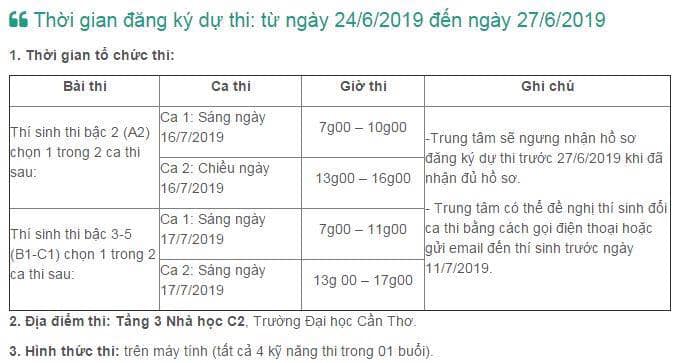 Thời gian đăng ký dự thi: từ ngày 24/6/2019 đến ngày 27/6/2019
1. Thời gian tổ chức thi:
Bài thi
Ca thi
Giờ thi
Ghi chú
Thí sinh thi bậc 2 (A2)
chọn 1 trong 2 ca thi
sau:
Ca 1: Sáng ngày
16/7/2019
7g00 – 10g00
Ca 2: Chiều ngày
16/7/2019
13g00 – 16g00
Thí sinh thi bậc 3-5
(B1-C1) chọn 1 trong 2
ca thi sau:
Ca 1: Sáng ngày
17/7/2019
7g00 – 11g00
Ca 2: Sáng ngày
17/7/2019
13g 00 – 17g00
-Trung tâm sẽ ngưng nhận hồ sơ
đăng ký dự thi trước 27/6/2019 khi đã
nhận đủ hồ sơ.
- Trung tâm có thể đề nghị thí sinh đổi
ca thi bằng cách gọi điện thoại hoặc
gửi email đến thí sinh trước ngày
11/7/2019.
2. Địa điểm thi: Tầng 3 Nhà học C2, Trường Đại học Cần Thơ.
3. Hình thức thi: trên máy tính (tất cả 4 kỹ năng thi trong 01 buổi).